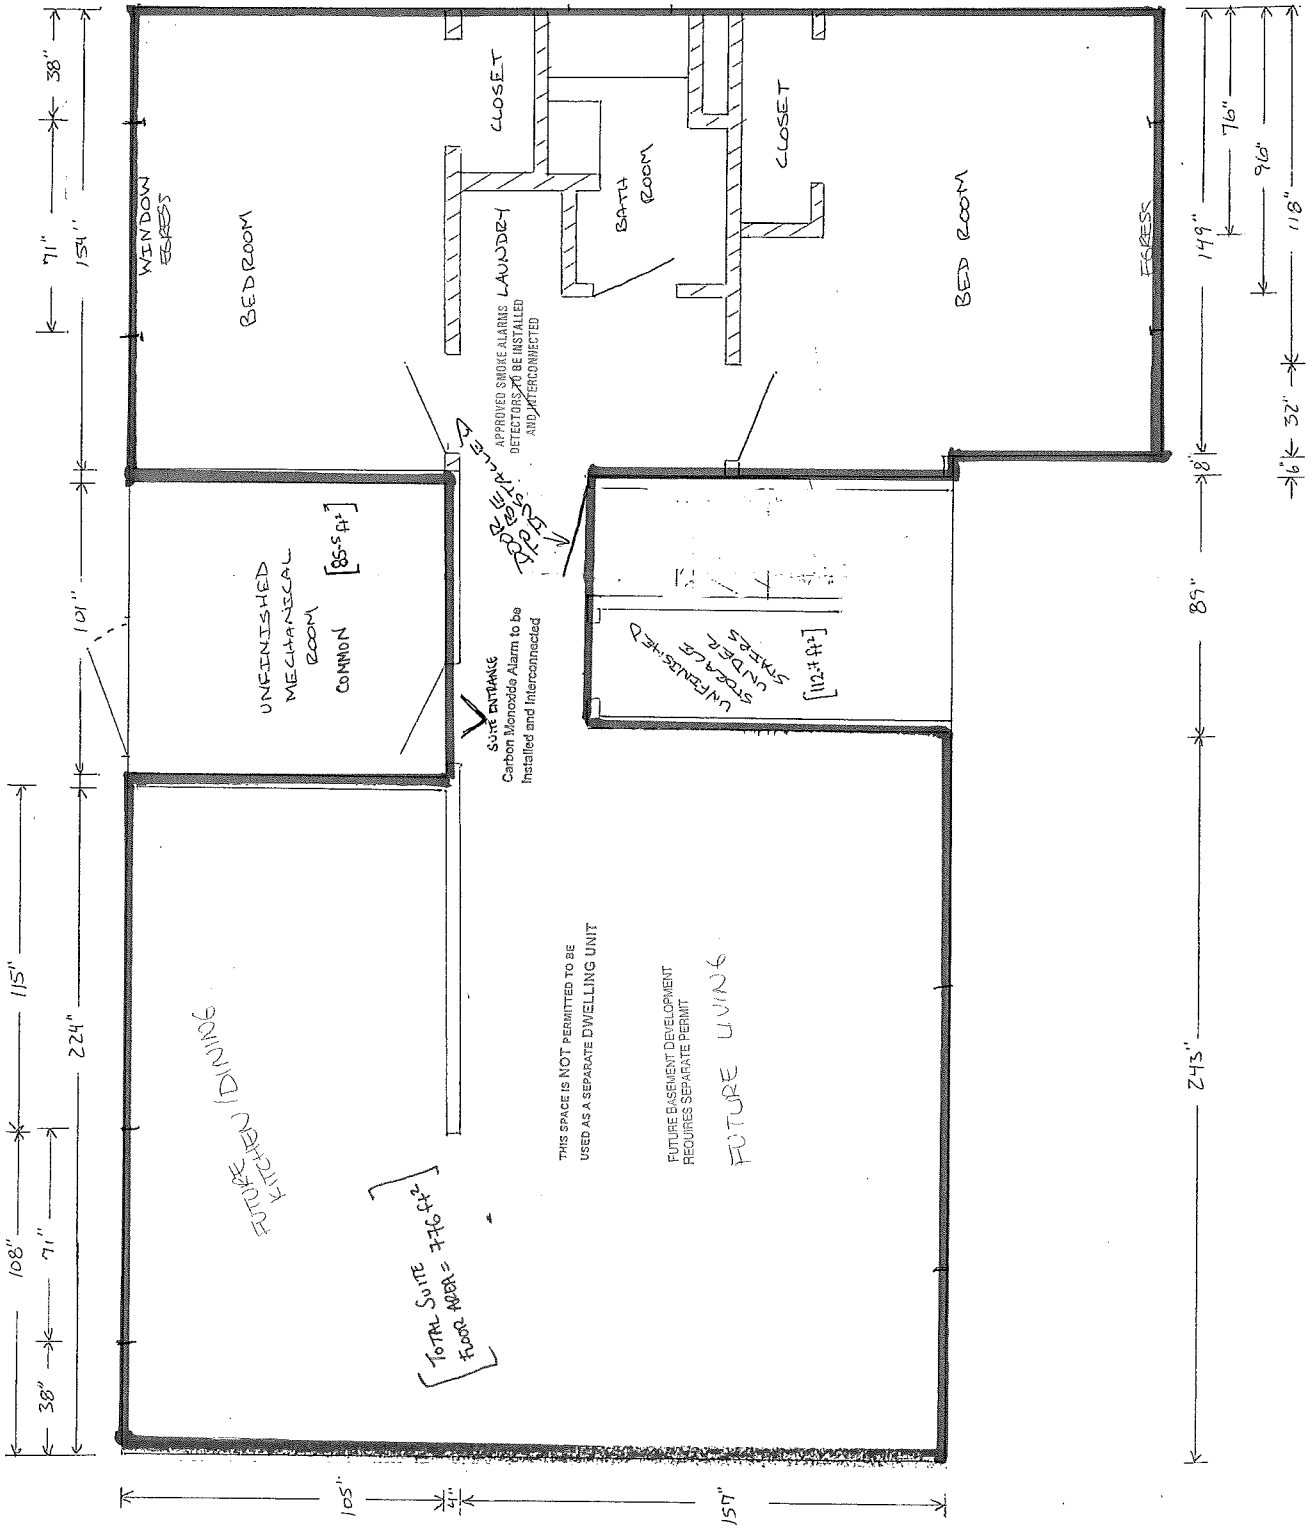 38"
71"
154"
101"
115"
224"
108"
71"
38"
WINDOW
EGRESS
BEDROOM
CLOSET
LAUNDRY
BATH
ROOM
CLOSET
BED ROOM
EGRESS
APPROVED SMOKE ALARMS
DETECTORS TO BE INSTALLED
AND INTERCONNECTED
DOOR
TO BE
INSTALLED
UNFINISHED
MECHANICAL
ROOM
COMMON
[85.5 ft²]
SUITE ENTRANCE
Carbon Monoxide Alarm to be
Installed and Interconnected
UNFINISHED
STORAGE
UNDER
STAIRS
[112.7 ft²]
FUTURE
KITCHEN / DINING
[TOTAL SUITE
FLOOR AREA = 776 ft²]
THIS SPACE IS NOT PERMITTED TO BE
USED AS A SEPARATE DWELLING UNIT
FUTURE BASEMENT DEVELOPMENT
REQUIRES SEPARATE PERMIT
FUTURE LIVING
105"
4"
157"
149"
76"
96"
118"
32"
6"
8"
89"
243"